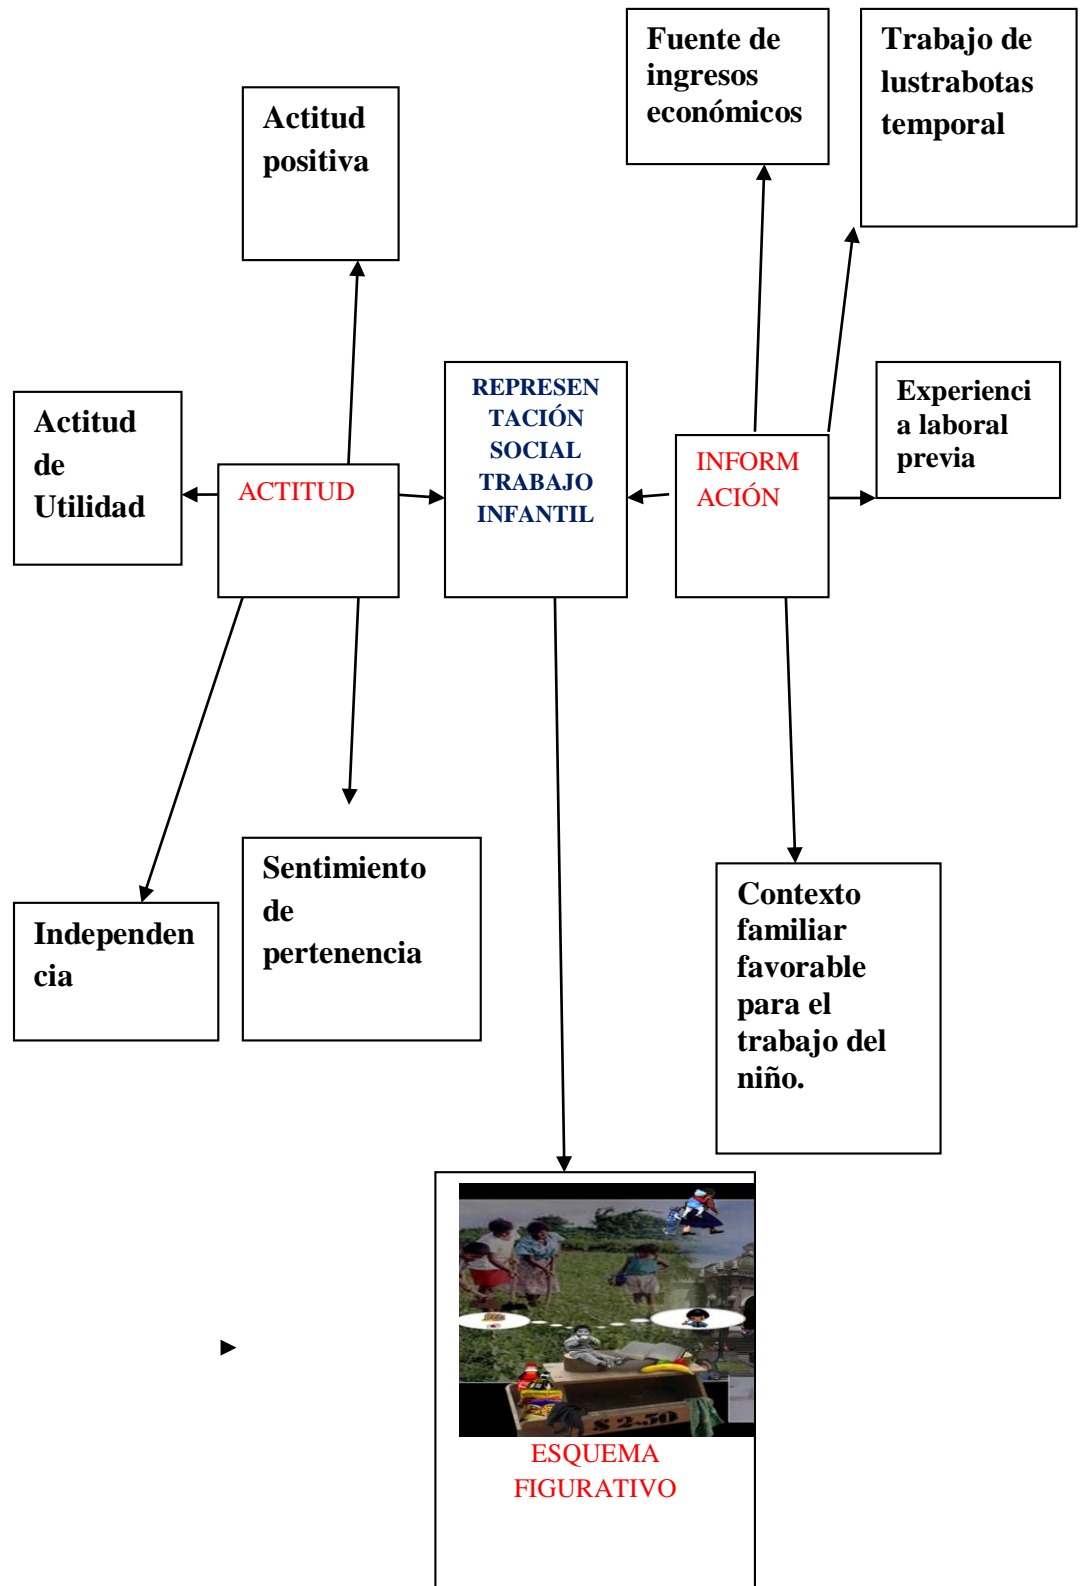 Fuente de
ingresos
económicos
Trabajo de
lustrabotas
temporal
Actitud
positiva
Actitud
de
Utilidad
ACTITUD
REPRESEN
TACIÓN
SOCIAL
TRABAJO
INFANTIL
INFORM
ACIÓN
Experienci
a laboral
previa
Independen
cia
Sentimiento
de
pertenencia
Contexto
familiar
favorable
para el
trabajo del
niño.
$ 2.50
ESQUEMA
FIGURATIVO